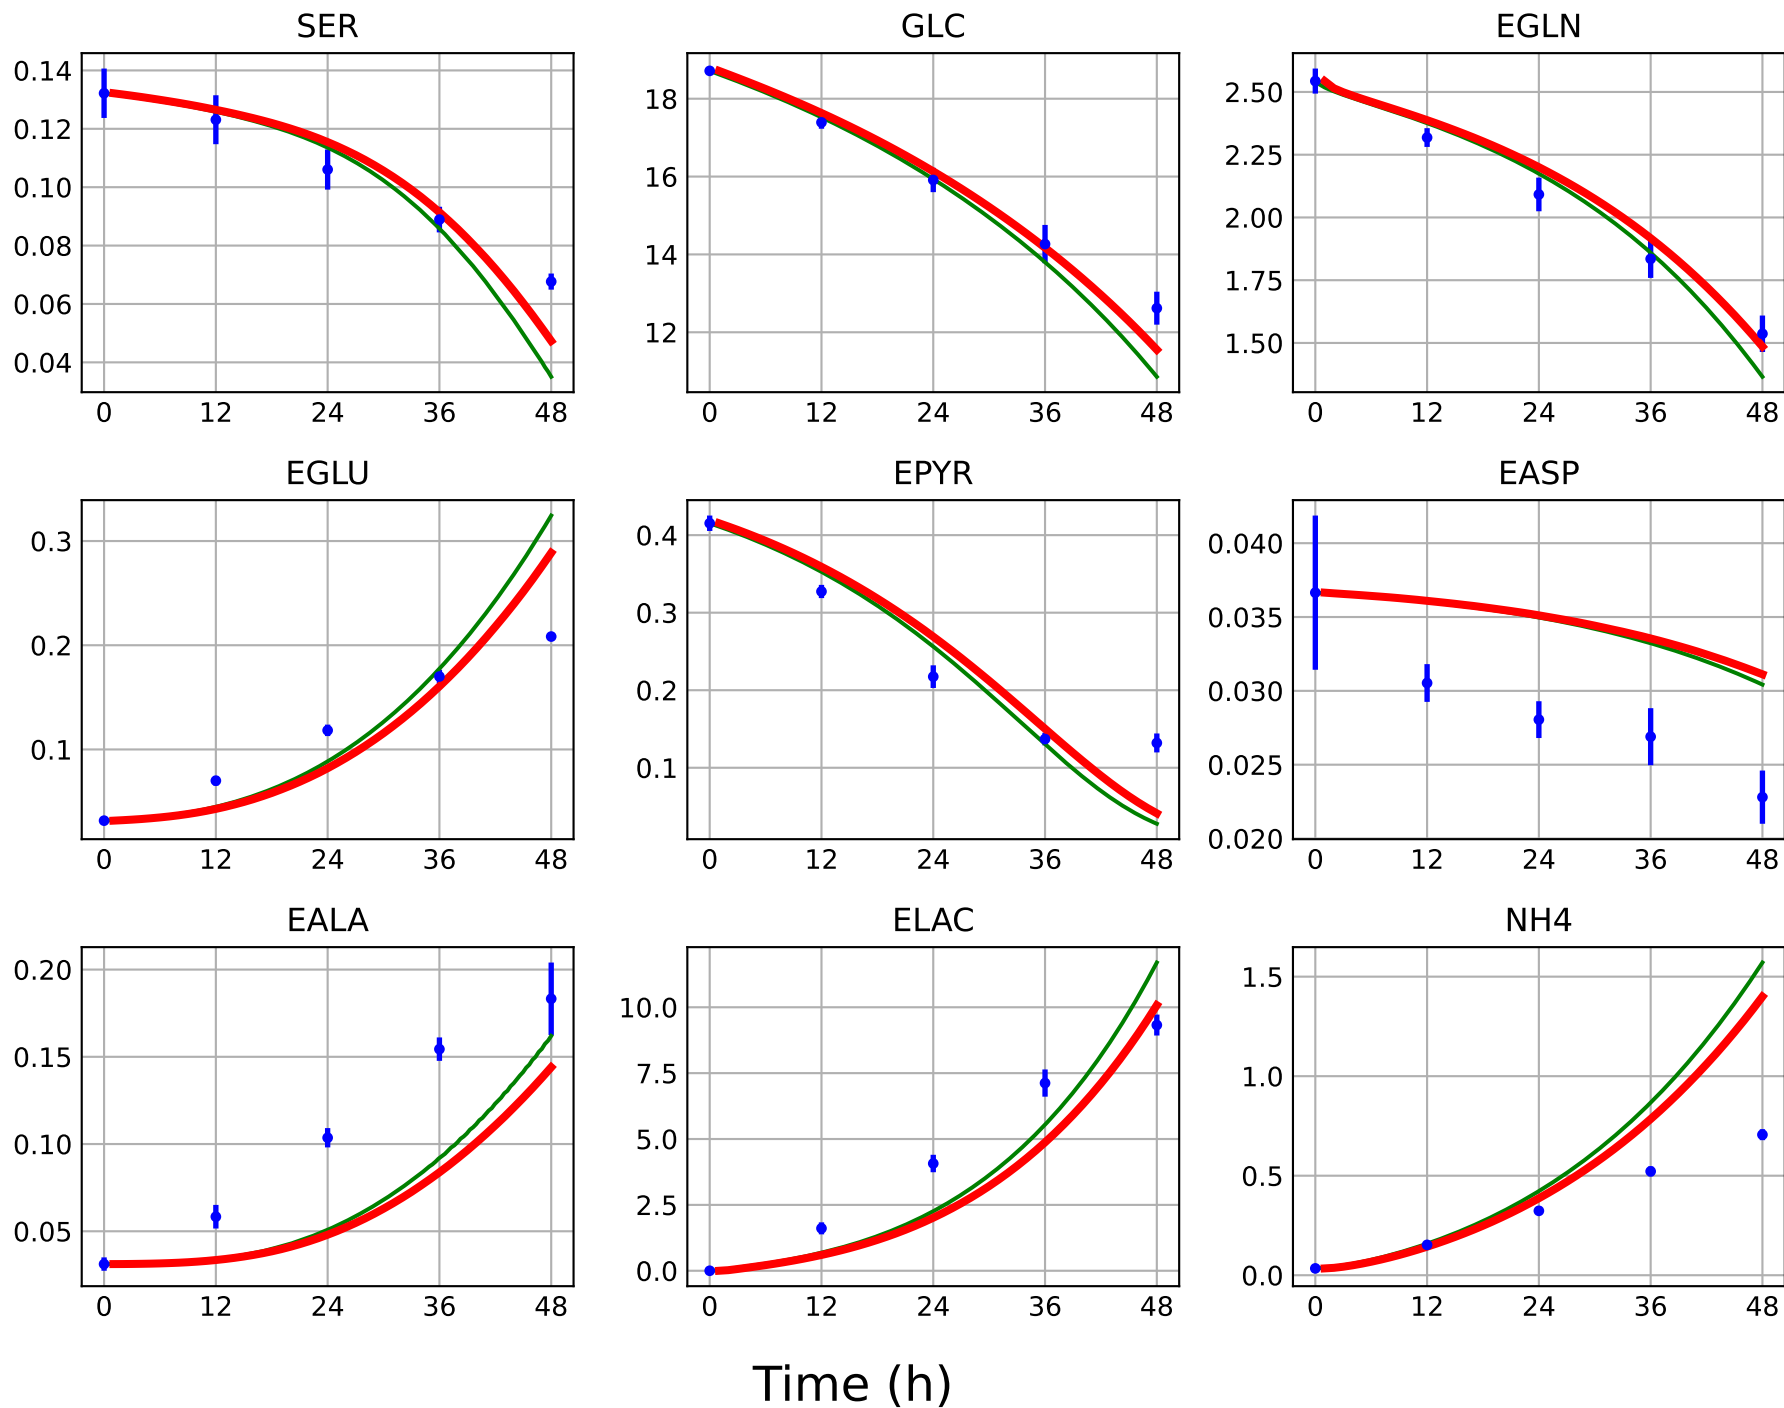 SER GLC EGLN
0.14 0.12 0.10 0.08 0.06 0.04
0 12 24 36 48
18 16 14 12
0 12 24 36 48
2.50 2.25 2.00 1.75 1.50
0 12 24 36 48
EGLU EPYR EASP
0.3 0.2 0.1
0 12 24 36 48
0.4 0.3 0.2 0.1
0 12 24 36 48
0.040 0.035 0.030 0.025 0.020
0 12 24 36 48
EALA ELAC NH4
0.20 0.15 0.10 0.05
0 12 24 36 48
10.0 7.5 5.0 2.5 0.0
0 12 24 36 48
1.5 1.0 0.5 0.0
0 12 24 36 48
Time (h)